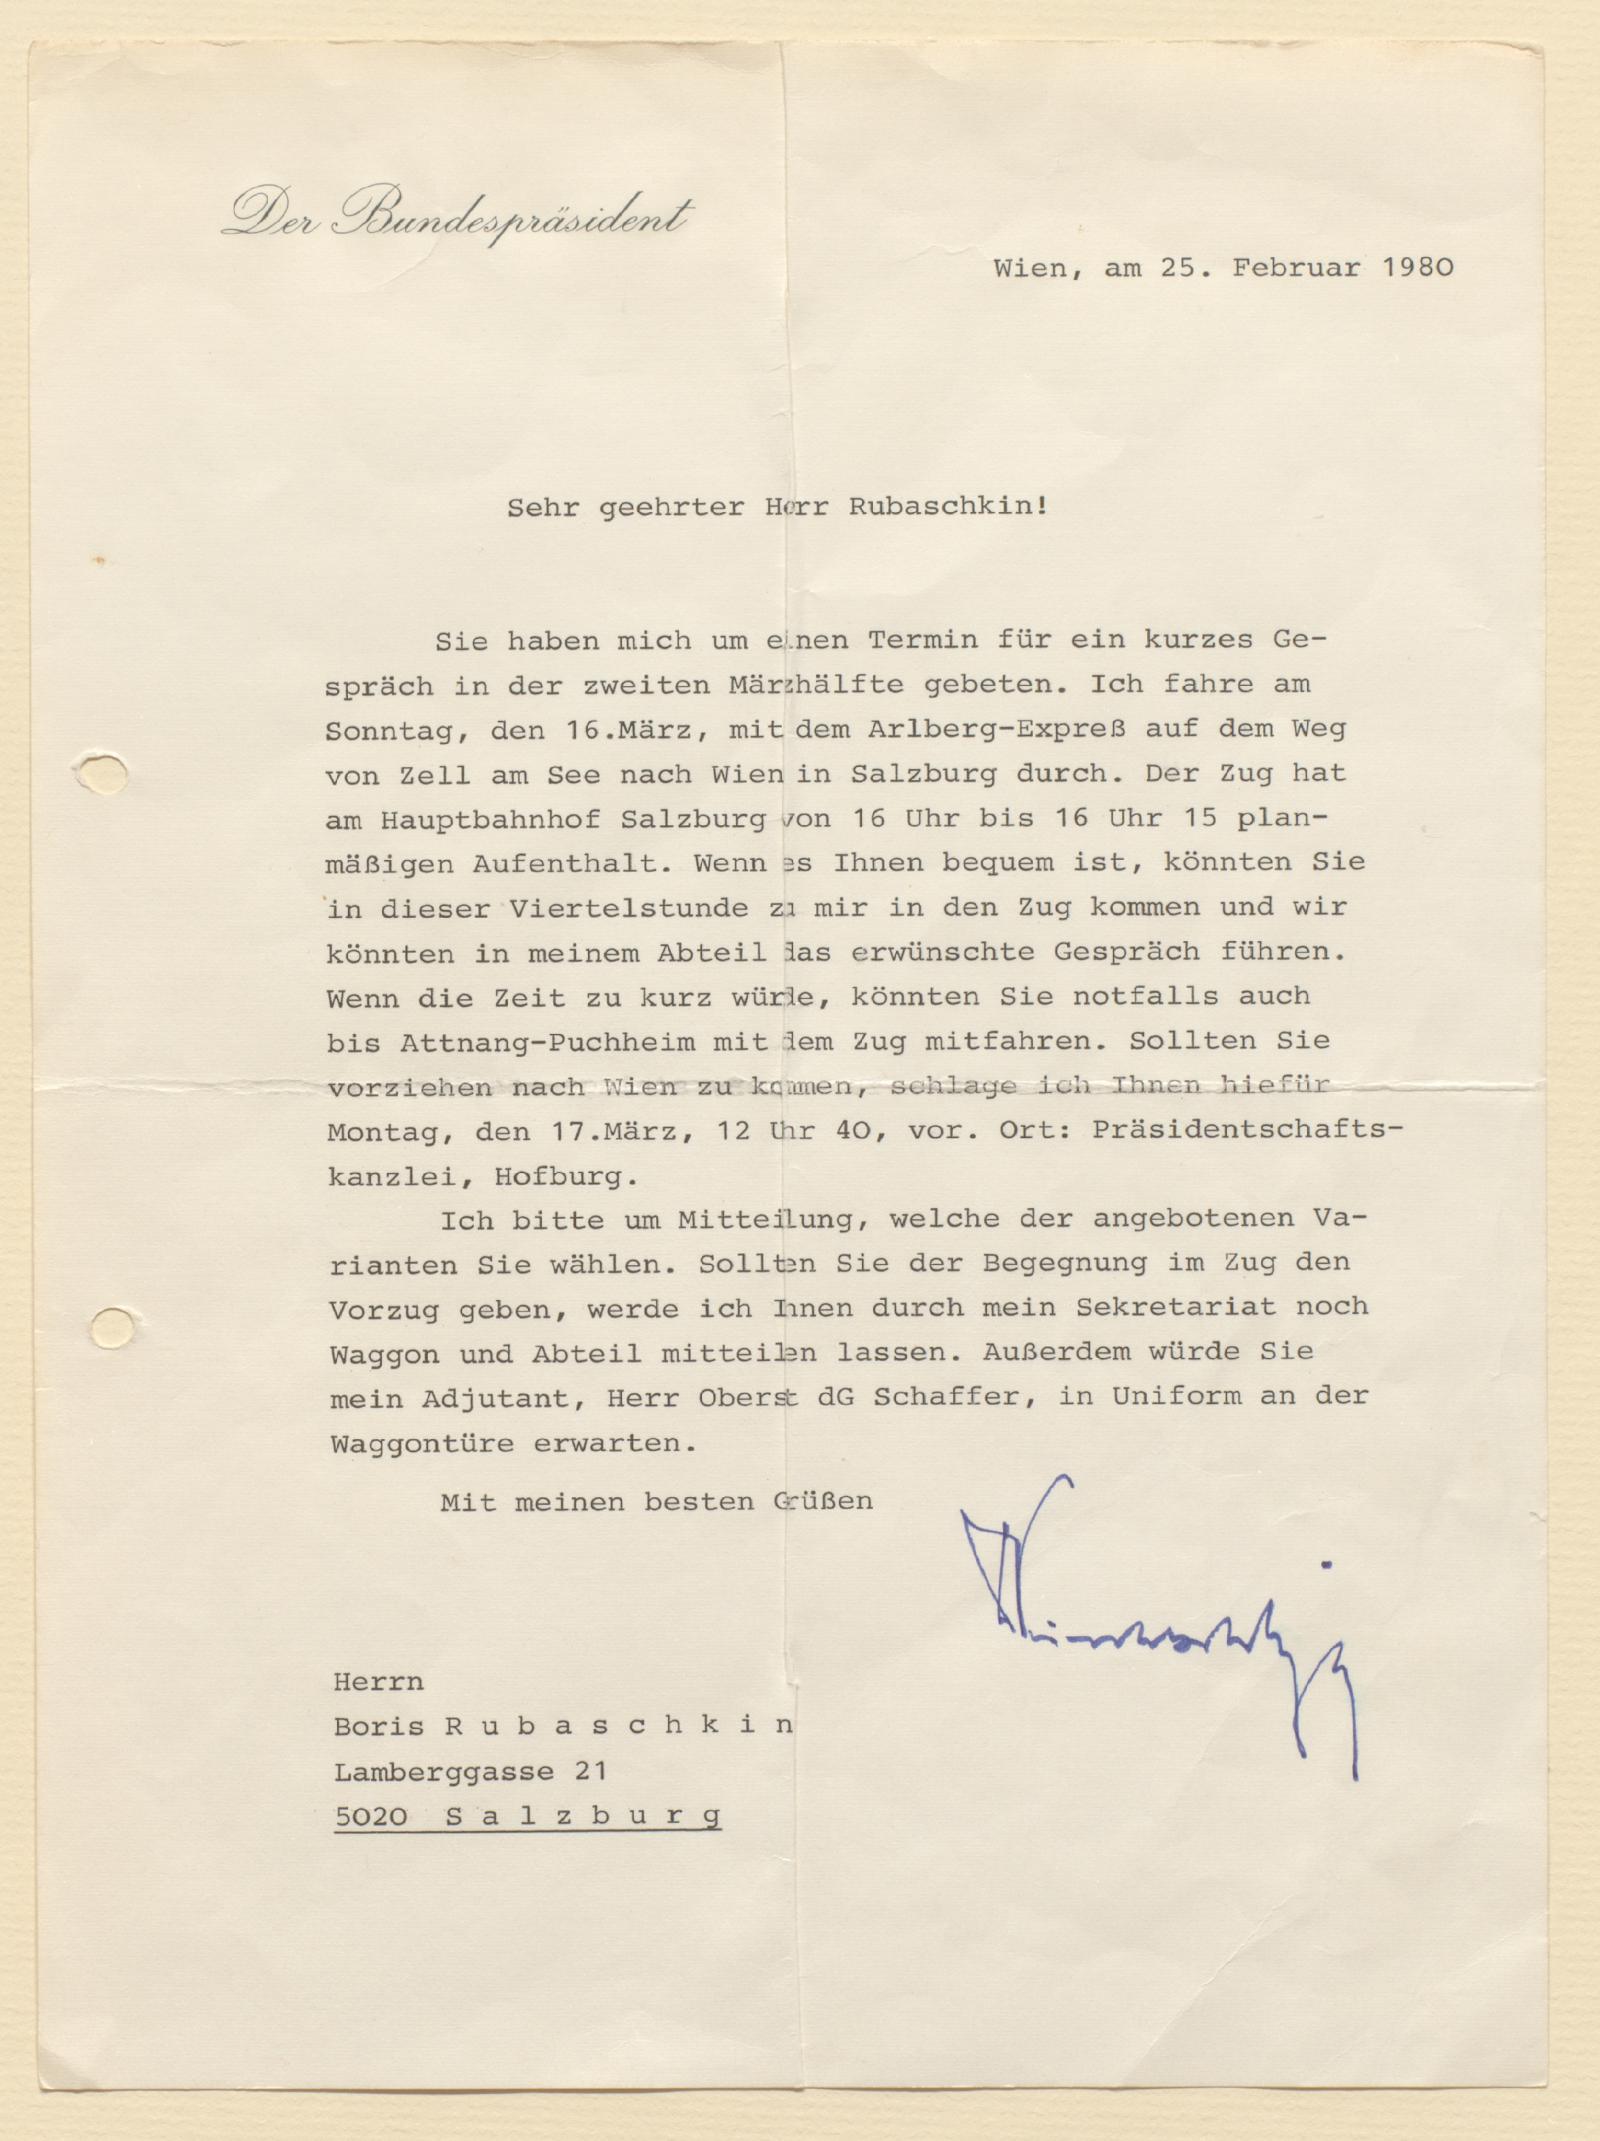 Der Bundespräsident
Wien, am 25. Februar 1980
Sehr geehrter Herr Rubaschkin!
Sie haben mich um einen Termin für ein kurzes Ge-
spräch in der zweiten Märzhälfte gebeten. Ich fahre am
Sonntag, den 16.März, mit dem Arlberg-Expreß auf dem Weg
von Zell am See nach Wien in Salzburg durch. Der Zug hat
am Hauptbahnhof Salzburg von 16 Uhr bis 16 Uhr 15 plan-
mäßigen Aufenthalt. Wenn es Ihnen bequem ist, könnten Sie
in dieser Viertelstunde zu mir in den Zug kommen und wir
könnten in meinem Abteil das erwünschte Gespräch führen.
Wenn die Zeit zu kurz würde, könnten Sie notfalls auch
bis Attnang-Puchheim mit dem Zug mitfahren. Sollten Sie
vorziehen nach Wien zu kommen, schlage ich Ihnen hiefür
Montag, den 17.März, 12 Uhr 40, vor. Ort: Präsidentschafts-
kanzlei, Hofburg.
Ich bitte um Mitteilung, welche der angebotenen Va-
rianten Sie wählen. Sollten Sie der Begegnung im Zug den
Vorzug geben, werde ich Ihnen durch mein Sekretariat noch
Waggon und Abteil mitteilen lassen. Außerdem würde Sie
mein Adjutant, Herr Oberst dG Schaffer, in Uniform an der
Waggontüre erwarten.
Mit meinen besten Grüßen
Herrn
Boris R u b a s c h k i n
Lamberggasse 21
5020 S a l z b u r g